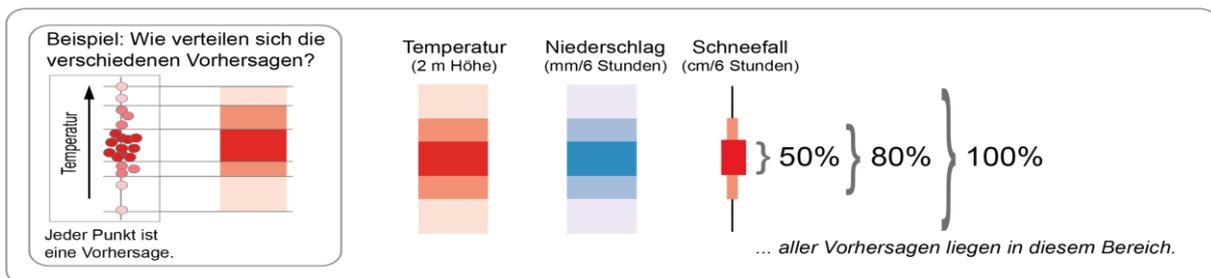 Beispiel: Wie verteilen sich die
verschiedenen Vorhersagen?
Temperatur
Jeder Punkt ist
eine Vorhersage.
Temperatur
(2 m Höhe)
Niederschlag
(mm/6 Stunden)
Schneefall
(cm/6 Stunden)
50%
80%
100%
... aller Vorhersagen liegen in diesem Bereich.